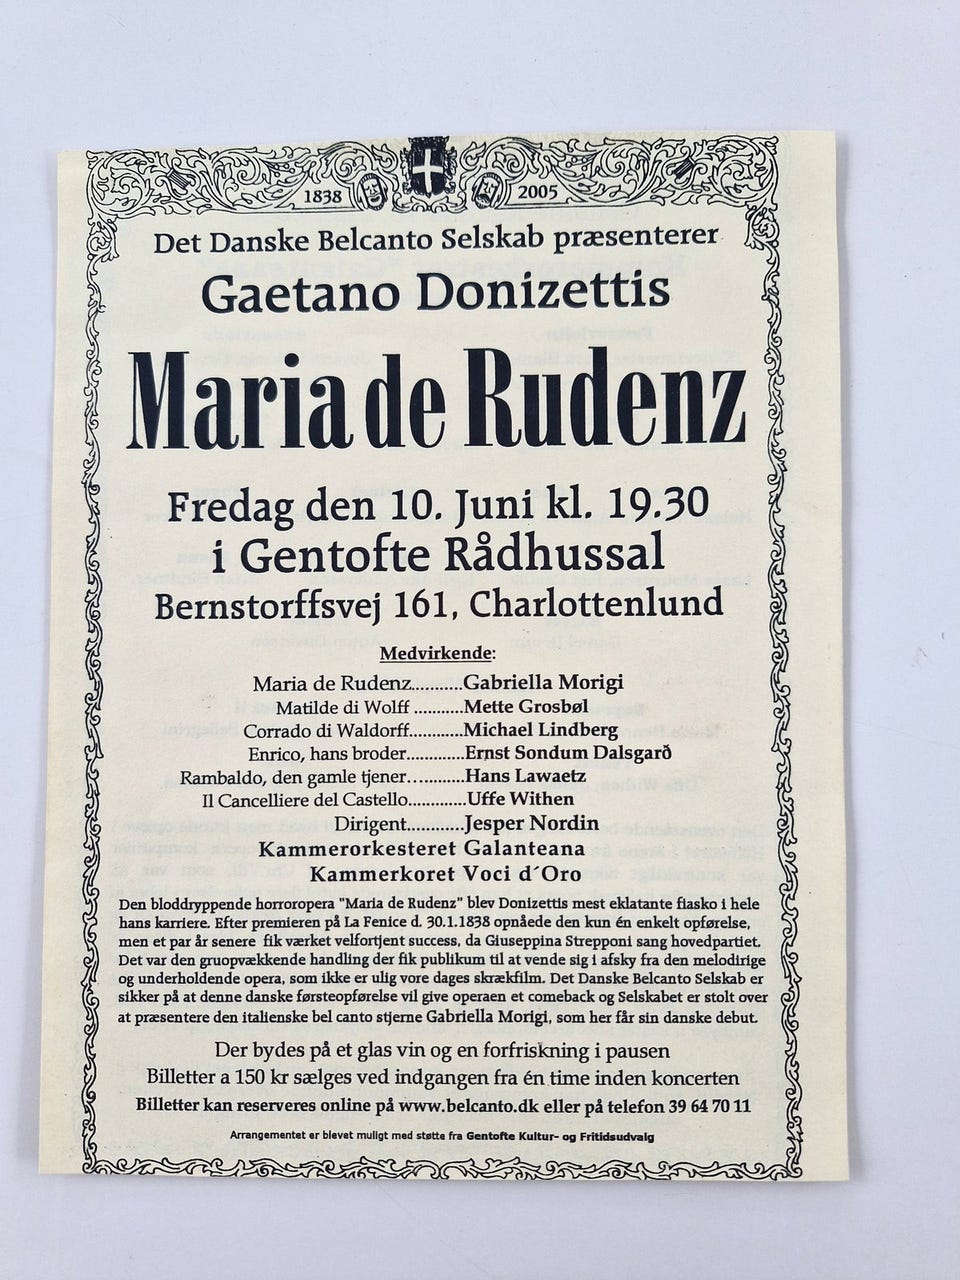 1838 2005
Det Danske Belcanto Selskab præsenterer
Gaetano Donizettis
Maria de Rudenz
Fredag den 10. Juni kl. 19.30
i Gentofte Rådhussal
Bernstorffsvej 161, Charlottenlund
Medvirkende:
Maria de Rudenz..........Gabriella Morigi
Matilde di Wolff ..........Mette Grosbøl
Corrado di Waldorff...........Michael Lindberg
Enrico, hans broder...........Ernst Sondum Dalsgarð
Rambaldo, den gamle tjener…........Hans Lawaetz
Il Cancelliere del Castello............Uffe Withen
Dirigent...........Jesper Nordin
Kammerorkesteret Galanteana
Kammerkoret Voci d´Oro
Den bloddryppende horroropera "Maria de Rudenz" blev Donizettis mest eklatante fiasko i hele
hans karriere. Efter premieren på La Fenice d. 30.1.1838 opnåede den kun én enkelt opførelse,
men et par år senere fik værket velfortjent success, da Giuseppina Strepponi sang hovedpartiet.
Det var den gruopvækkende handling der fik publikum til at vende sig i afsky fra den melodirige
og underholdende opera, som ikke er ulig vore dages skrækfilm. Det Danske Belcanto Selskab er
sikker på at denne danske førsteopførelse vil give operaen et comeback og Selskabet er stolt over
at præsentere den italienske bel canto stjerne Gabriella Morigi, som her får sin danske debut.
Der bydes på et glas vin og en forfriskning i pausen
Billetter a 150 kr sælges ved indgangen fra én time inden koncerten
Billetter kan reserveres online på www.belcanto.dk eller på telefon 39 64 70 11
Arrangementet er blevet muligt med støtte fra Gentofte Kultur- og Fritidsudvalg